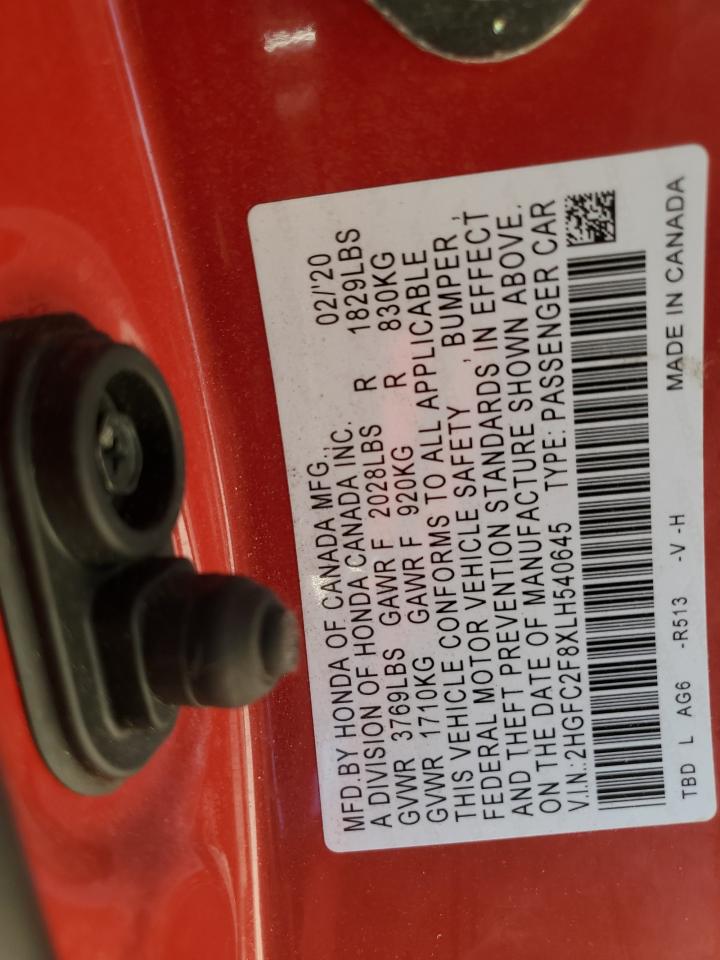 MFD.BY HONDA OF CANADA MFG., 02/'20
A DIVISION OF HONDA CANADA INC.
GVWR 3769LBS GAWR F 2028LBS R 1829LBS
GVWR 1710KG GAWR F 920KG R 830KG
THIS VEHICLE CONFORMS TO ALL APPLICABLE
FEDERAL MOTOR VEHICLE SAFETY, BUMPER,
AND THEFT PREVENTION STANDARDS IN EFFECT
ON THE DATE OF MANUFACTURE SHOWN ABOVE.
V.I.N.:2HGFC2F8XLH540645 TYPE: PASSENGER CAR
TBD L AG6 -R513 -V -H MADE IN CANADA